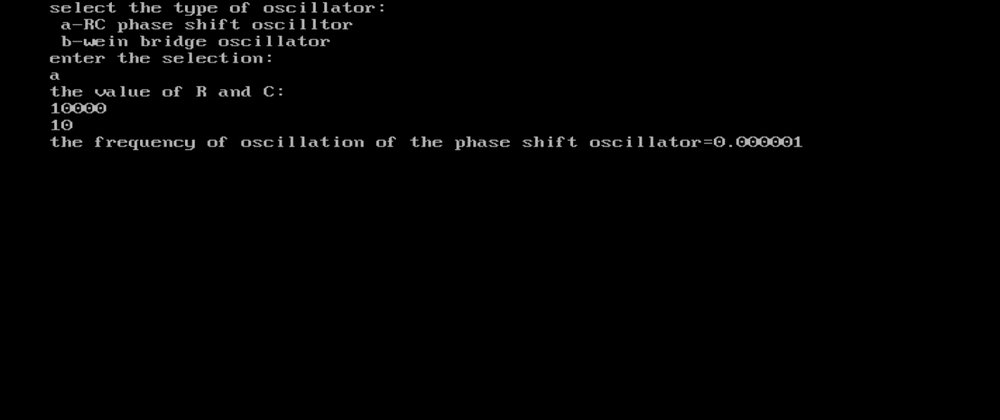 select the type of oscillator:
a-RC phase shift oscilltor
b-wein bridge oscillator
enter the selection:
a
the value of R and C:
10000
10
the frequency of oscillation of the phase shift oscillator=0.000001